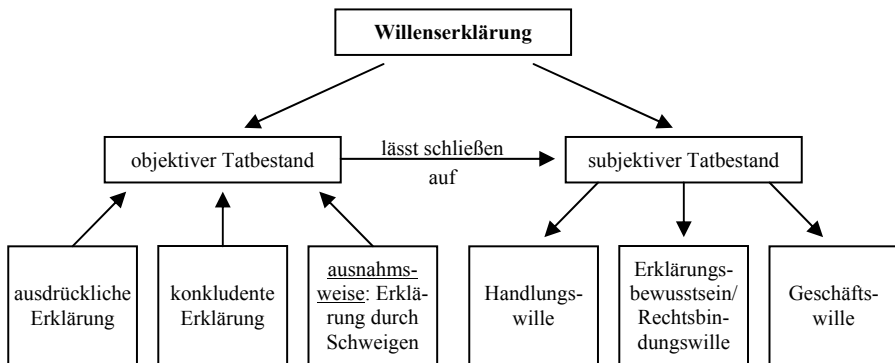 Willenserklärung
objektiver Tatbestand
lässt schließen
auf
subjektiver Tatbestand
ausdrückliche
Erklärung
konkludente
Erklärung
ausnahms-
weise: Erklä-
rung durch
Schweigen
Handlungs-
wille
Erklärungs-
bewusstsein/
Rechtsbin-
dungswille
Geschäfts-
wille